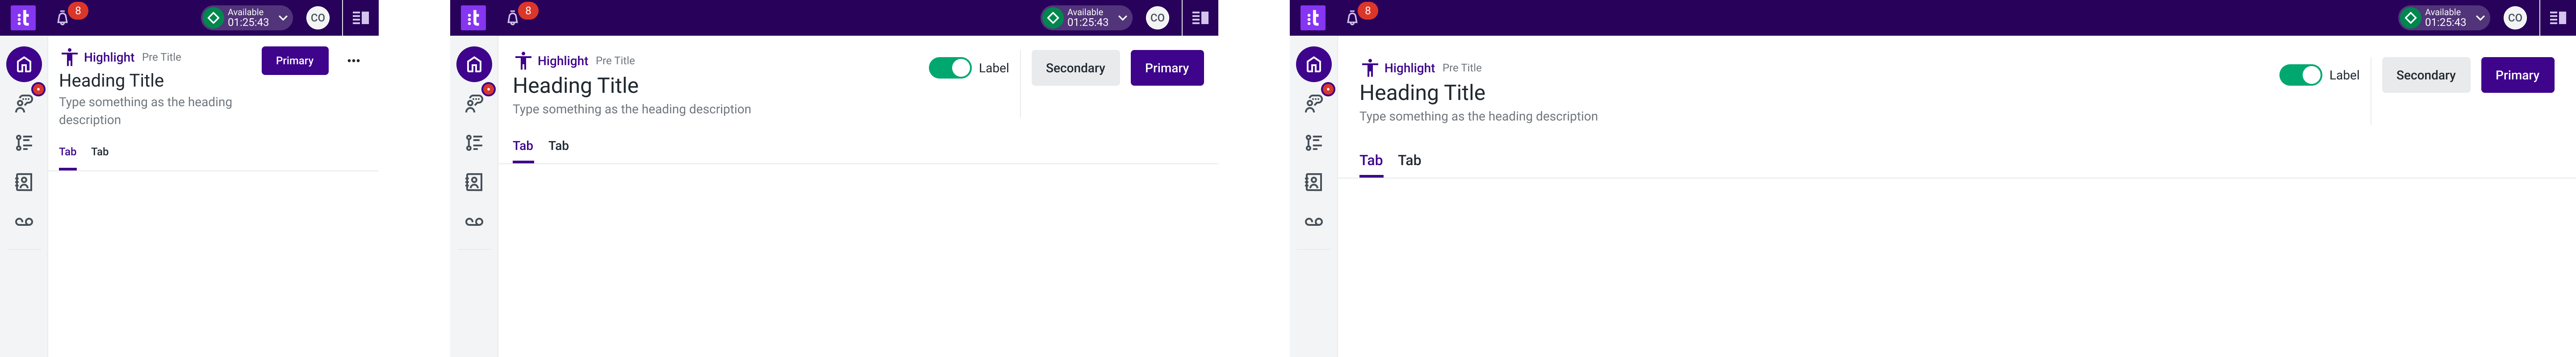 :t 8 Available 01:25:43 CO
Highlight Pre Title Primary
Heading Title
Type something as the heading
description
Tab Tab
:t 8 Available 01:25:43 CO
Highlight Pre Title
Heading Title
Type something as the heading description
Label Secondary Primary
Tab Tab
:t 8 Available 01:25:43 CO
Highlight Pre Title
Heading Title
Type something as the heading description
Label Secondary Primary
Tab Tab